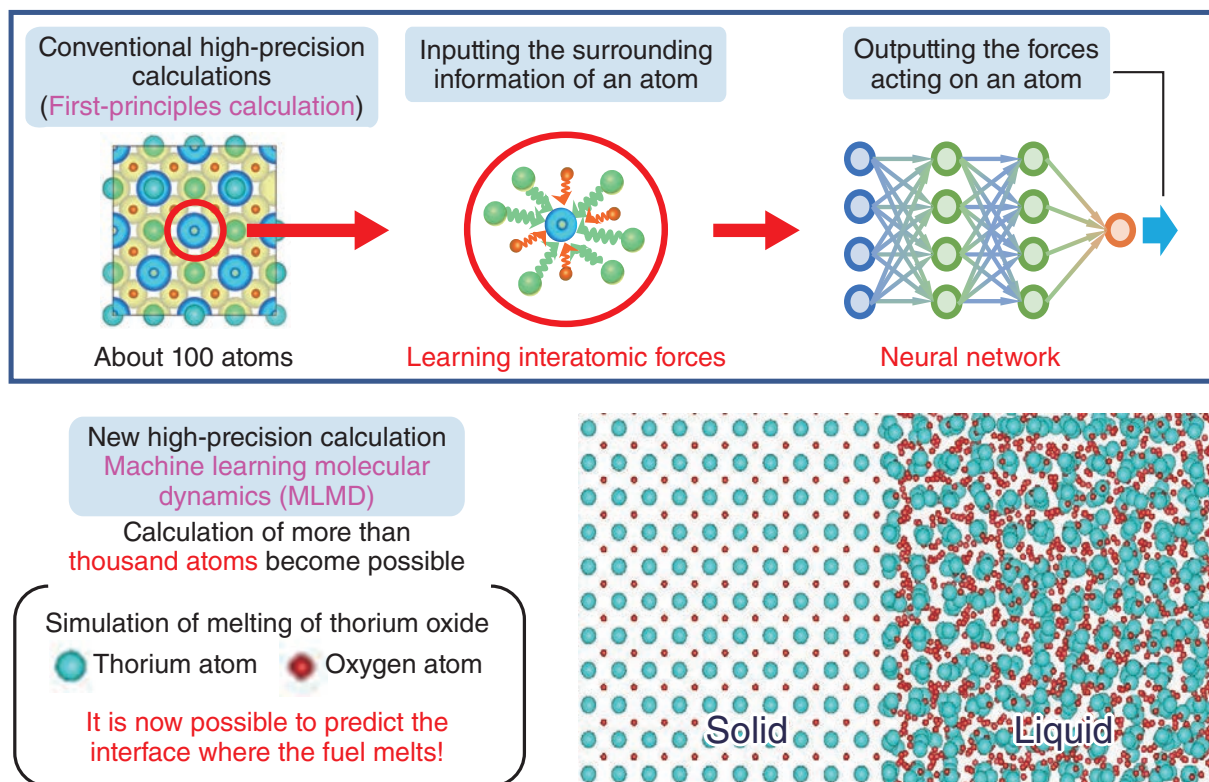 Conventional high-precision
calculations
(First-principles calculation)
Inputting the surrounding
information of an atom
Outputting the forces
acting on an atom
About 100 atoms
Learning interatomic forces
Neural network
New high-precision calculation
Machine learning molecular
dynamics (MLMD)
Calculation of more than
thousand atoms become possible
Simulation of melting of thorium oxide
Thorium atom
Oxygen atom
It is now possible to predict the
interface where the fuel melts!
Solid
Liquid